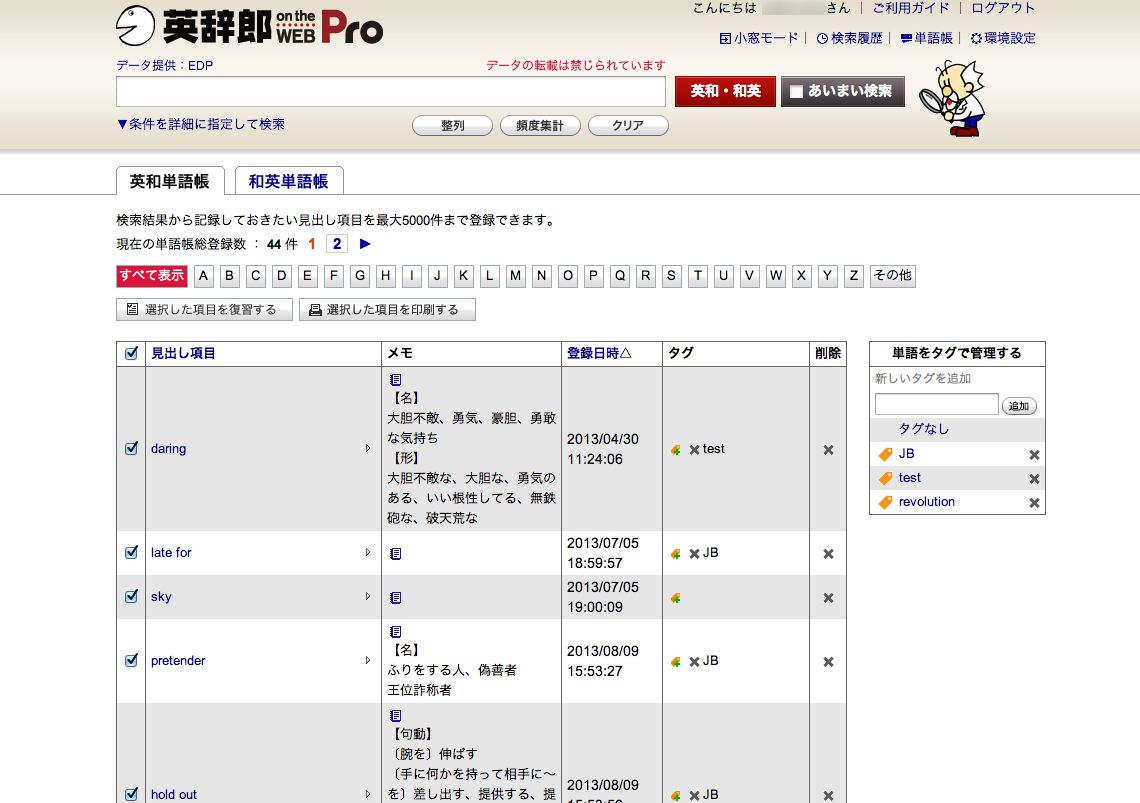 英辞郎 on the WEB Pro
こんにちは さん | ご利用ガイド | ログアウト
小窓モード | 検索履歴 | 単語帳 | 環境設定
データ提供：EDP データの転載は禁じられています
英和・和英 あいまい検索
▼条件を詳細に指定して検索 整列 頻度集計 クリア
英和単語帳 和英単語帳
検索結果から記録しておきたい見出し項目を最大5000件まで登録できます。
現在の単語帳総登録数 ： 44 件 1 2 ▶
すべて表示 A B C D E F G H I J K L M N O P Q R S T U V W X Y Z その他
選択した項目を復習する 選択した項目を印刷する
見出し項目 メモ 登録日時△ タグ 削除
daring
【名】
大胆不敵、勇気、豪胆、勇敢
な気持ち
【形】
大胆不敵な、大胆な、勇気の
ある、いい根性してる、無鉄
砲な、破天荒な
2013/04/30
11:24:06
test
late for
2013/07/05
18:59:57
JB
sky
2013/07/05
19:00:09
pretender
【名】
ふりをする人、偽善者
王位詐称者
2013/08/09
15:53:27
JB
hold out
【句動】
〔腕を〕伸ばす
〔手に何かを持って相手に～
を〕差し出す、提供する、提
2013/08/09
JB
単語をタグで管理する
新しいタグを追加
追加
タグなし
JB
test
revolution